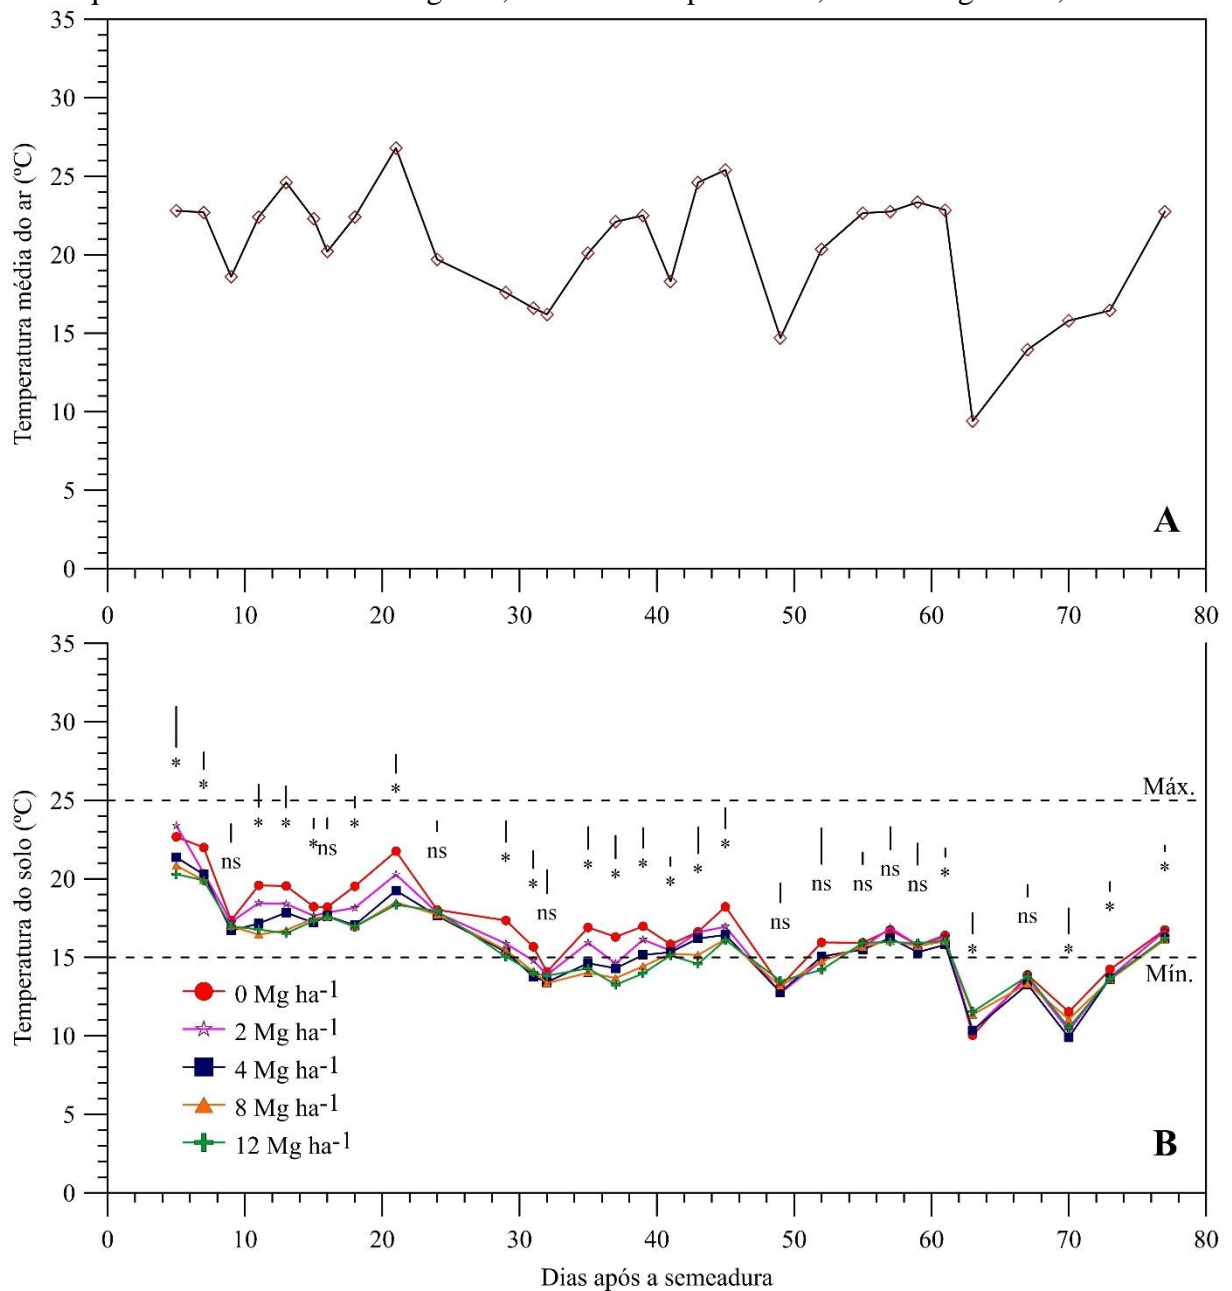 35
30
25
20
15
10
5
0
Temperatura média do ar (ºC)
A
0 10 20 30 40 50 60 70 80
35
30
25
20
15
10
5
0
Temperatura do solo (ºC)
* * ns * * * ns * * ns * * ns * * * * * * ns ns ns ns ns * * ns * * *
Máx.
Mín.
0 Mg ha-1
2 Mg ha-1
4 Mg ha-1
8 Mg ha-1
12 Mg ha-1
B
0 10 20 30 40 50 60 70 80
Dias após a semeadura